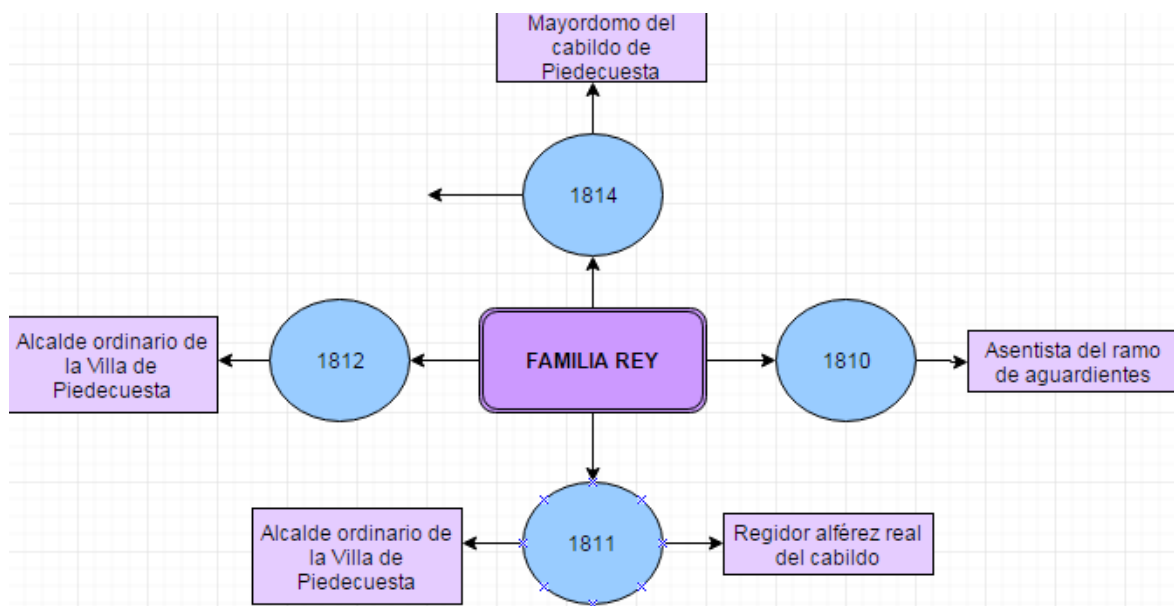 Mayordomo del
cabildo de
Piedecuesta
1814
Alcalde ordinario de
la Villa de
Piedecuesta
1812
FAMILIA REY
1810
Asentista del ramo
de aguardientes
Alcalde ordinario de
la Villa de
Piedecuesta
1811
Regidor alférez real
del cabildo